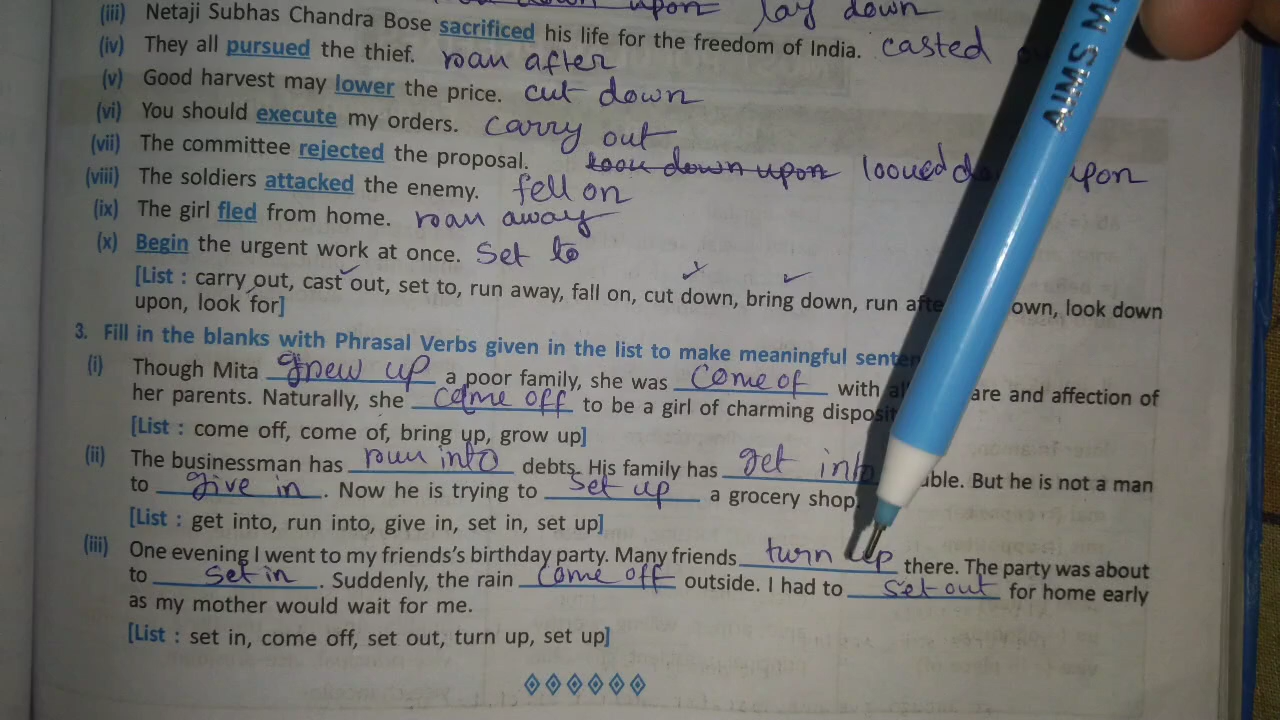 down upon lay down
(iii) Netaji Subhas Chandra Bose sacrificed his life for the freedom of India. casted
(iv) They all pursued the thief. roan after
(v) Good harvest may lower the price. cut down
(vi) You should execute my orders. carry out
(vii) The committee rejected the proposal. look down upon looked upon
(viii) The soldiers attacked the enemy. fell on
(ix) The girl fled from home. roan away
(x) Begin the urgent work at once. Set to
[List : carry out, cast out, set to, run away, fall on, cut down, bring down, run own, look down
upon, look for]
3. Fill in the blanks with Phrasal Verbs given in the list to make meaningful
(i) Though Mita grew up a poor family, she was come of with are and affection of
her parents. Naturally, she came off to be a girl of charming
[List : come off, come of, bring up, grow up]
(ii) The businessman has run into debts. His family has get into But he is not a man
to give in . Now he is trying to set up a grocery shop.
[List : get into, run into, give in, set in, set up]
(iii) One evening I went to my friends's birthday party. Many friends turn up there. The party was about
to set in . Suddenly, the rain come off outside. I had to set out for home early
as my mother would wait for me.
[List : set in, come off, set out, turn up, set up]
AIMS